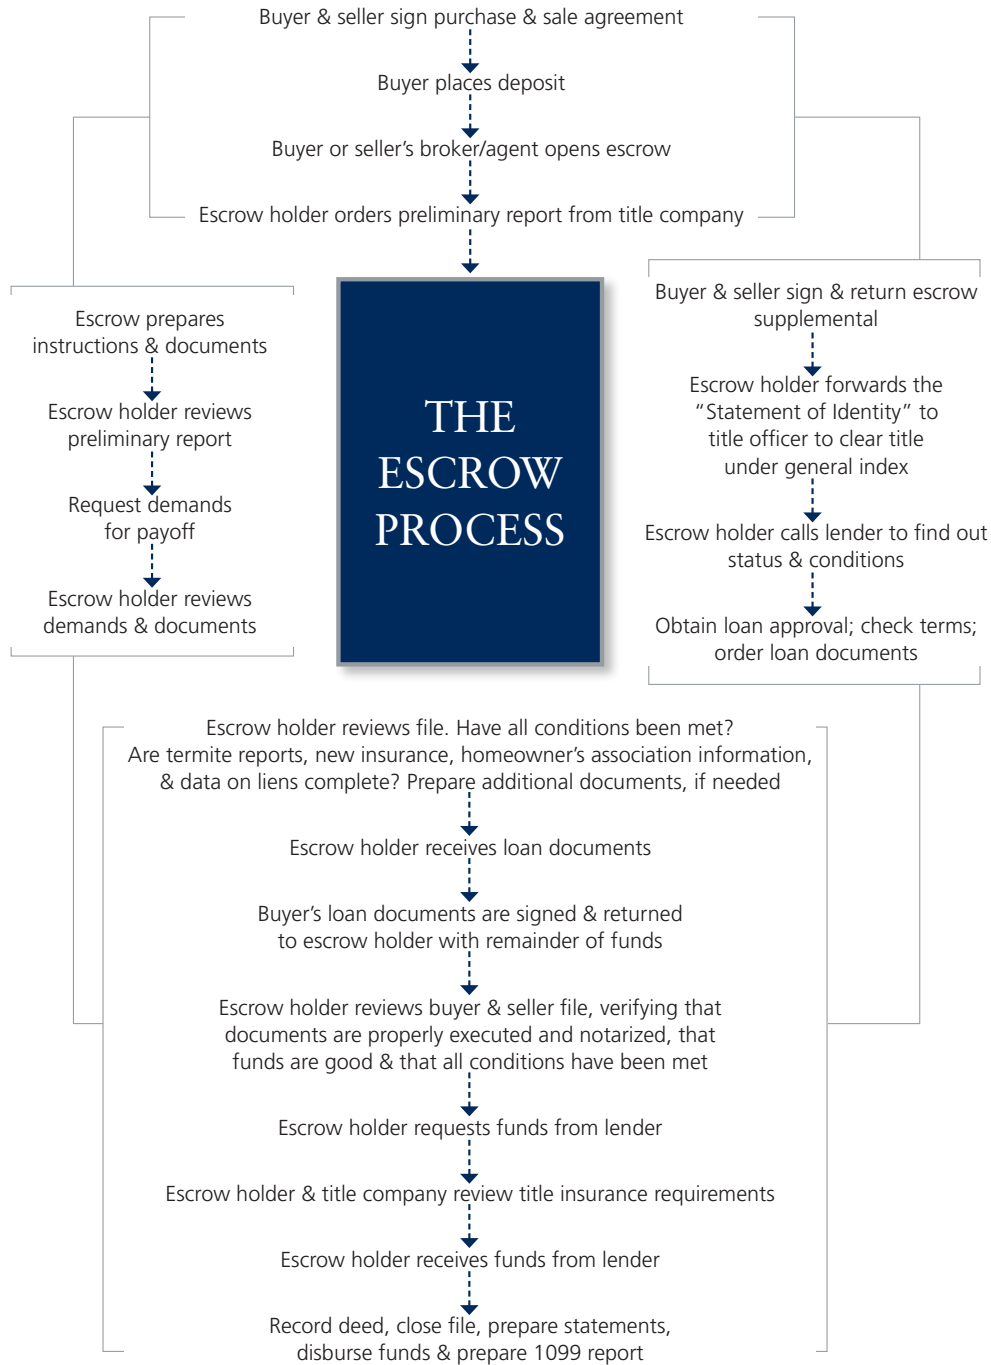 Buyer & seller sign purchase & sale agreement
Buyer places deposit
Buyer or seller’s broker/agent opens escrow
Escrow holder orders preliminary report from title company
Escrow prepares
instructions & documents
Escrow holder reviews
preliminary report
Request demands
for payoff
Escrow holder reviews
demands & documents
THE
ESCROW
PROCESS
Buyer & seller sign & return escrow
supplemental
Escrow holder forwards the
“Statement of Identity” to
title officer to clear title
under general index
Escrow holder calls lender to find out
status & conditions
Obtain loan approval; check terms;
order loan documents
Escrow holder reviews file. Have all conditions been met?
Are termite reports, new insurance, homeowner’s association information,
& data on liens complete? Prepare additional documents, if needed
Escrow holder receives loan documents
Buyer’s loan documents are signed & returned
to escrow holder with remainder of funds
Escrow holder reviews buyer & seller file, verifying that
documents are properly executed and notarized, that
funds are good & that all conditions have been met
Escrow holder requests funds from lender
Escrow holder & title company review title insurance requirements
Escrow holder receives funds from lender
Record deed, close file, prepare statements,
disburse funds & prepare 1099 report